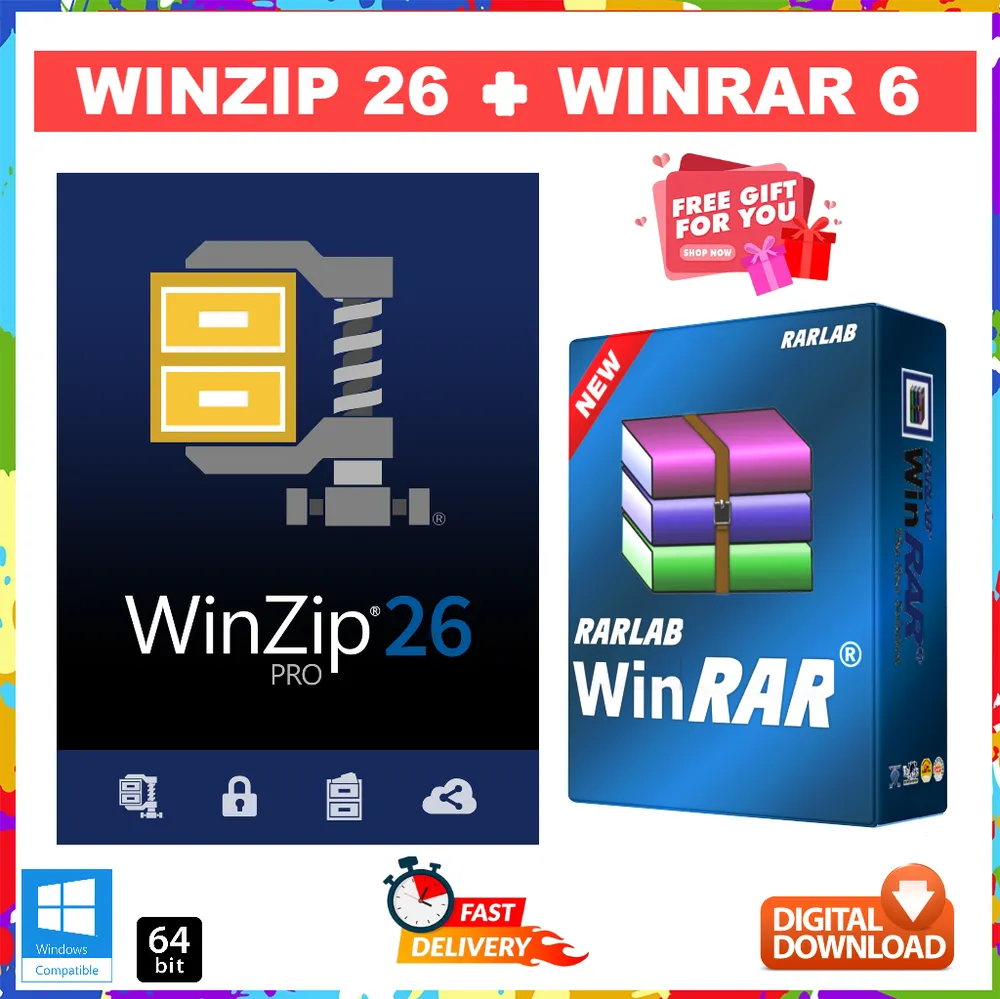 WINZIP 26 + WINRAR 6
FREE GIFT
FOR YOU
SHOP NOW
RARLAB
NEW
WinRAR
®
WinZip® 26
PRO
RARLAB
WinRAR®
Windows
Compatible
64
bit
FAST
DELIVERY
DIGITAL
DOWNLOAD